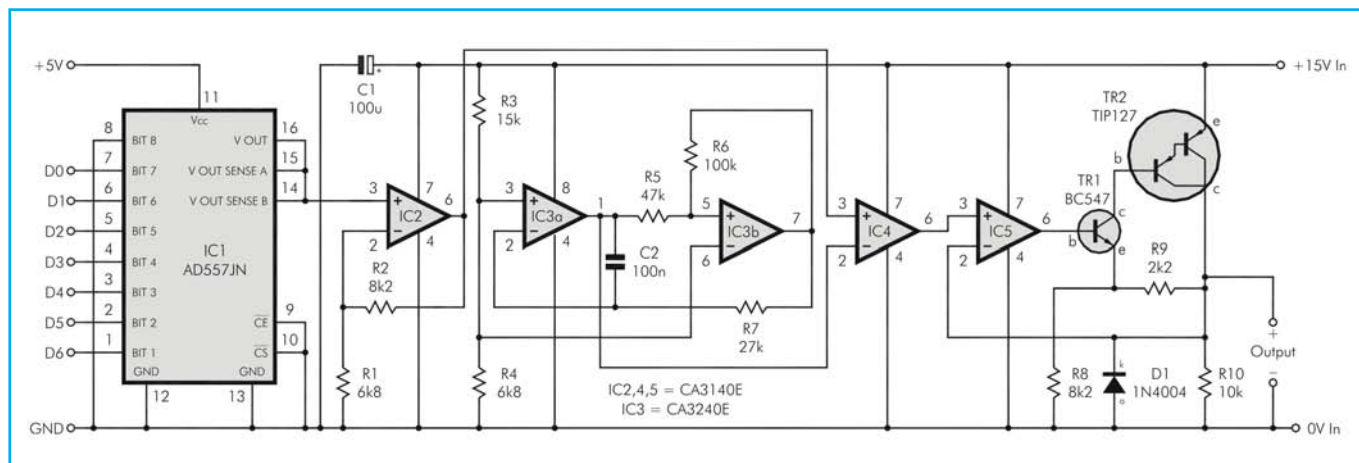 +5V
11
Vcc
8
BIT 8
V OUT
16
D0
7
BIT 7
V OUT SENSE A
15
D1
6
BIT 6
V OUT SENSE B
14
D2
5
BIT 5
D3
4
BIT 4
IC1
AD557JN
D4
3
BIT 3
D5
2
BIT 2
CE
9
D6
1
BIT 1
CS
10
GND
GND
12
13
GND
C1
100u
+
3
+
7
6
IC2
2
−
4
R2
8k2
R1
6k8
R3
15k
R4
6k8
3
+
8
1
IC3a
2
−
4
R5
47k
C2
100n
R6
100k
5
+
7
IC3b
6
−
R7
27k
IC2,4,5 = CA3140E
IC3 = CA3240E
3
+
7
6
IC4
2
−
4
3
+
7
6
IC5
2
−
4
TR1
BC547
b
c
e
TR2
TIP127
e
b
c
R9
2k2
R8
8k2
k
D1
1N4004
a
R10
10k
+
Output
−
+15V In
0V In